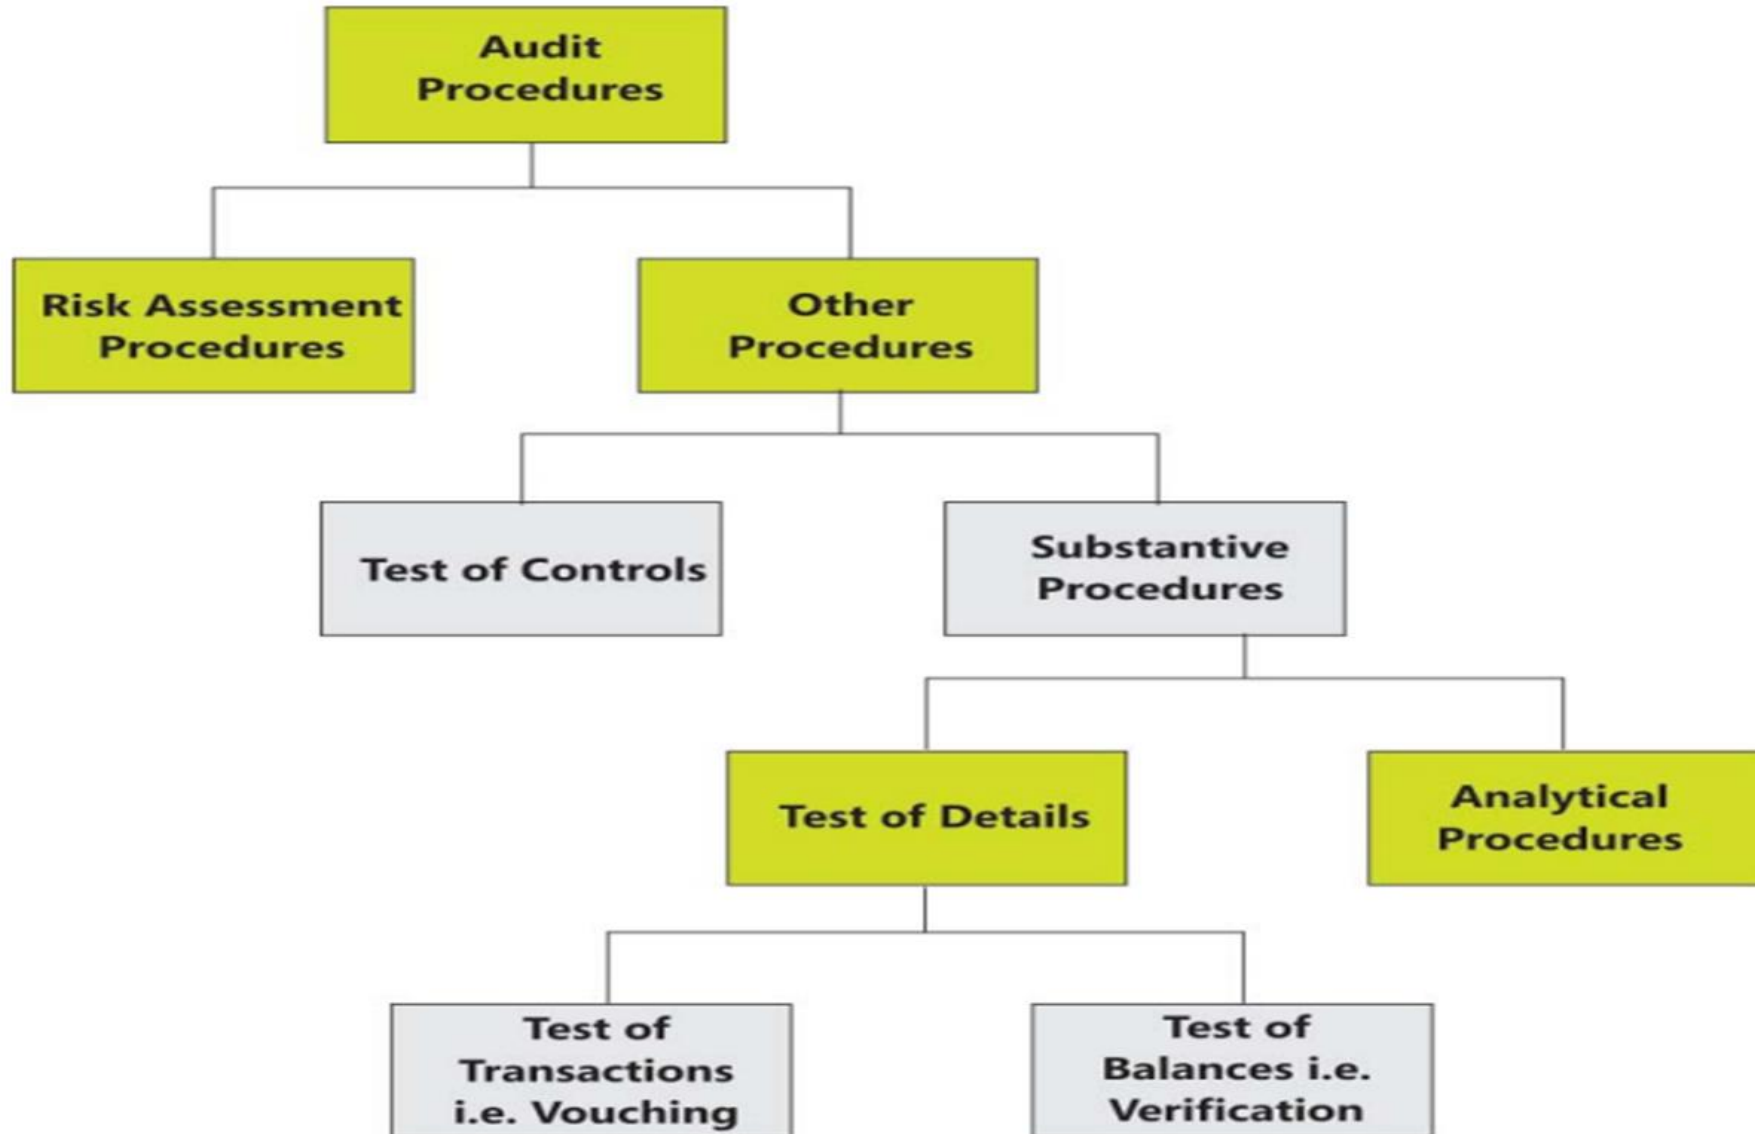 Audit
Procedures
Risk Assessment
Procedures
Other
Procedures
Test of Controls
Substantive
Procedures
Test of Details
Analytical
Procedures
Test of
Transactions
i.e. Vouching
Test of
Balances i.e.
Verification